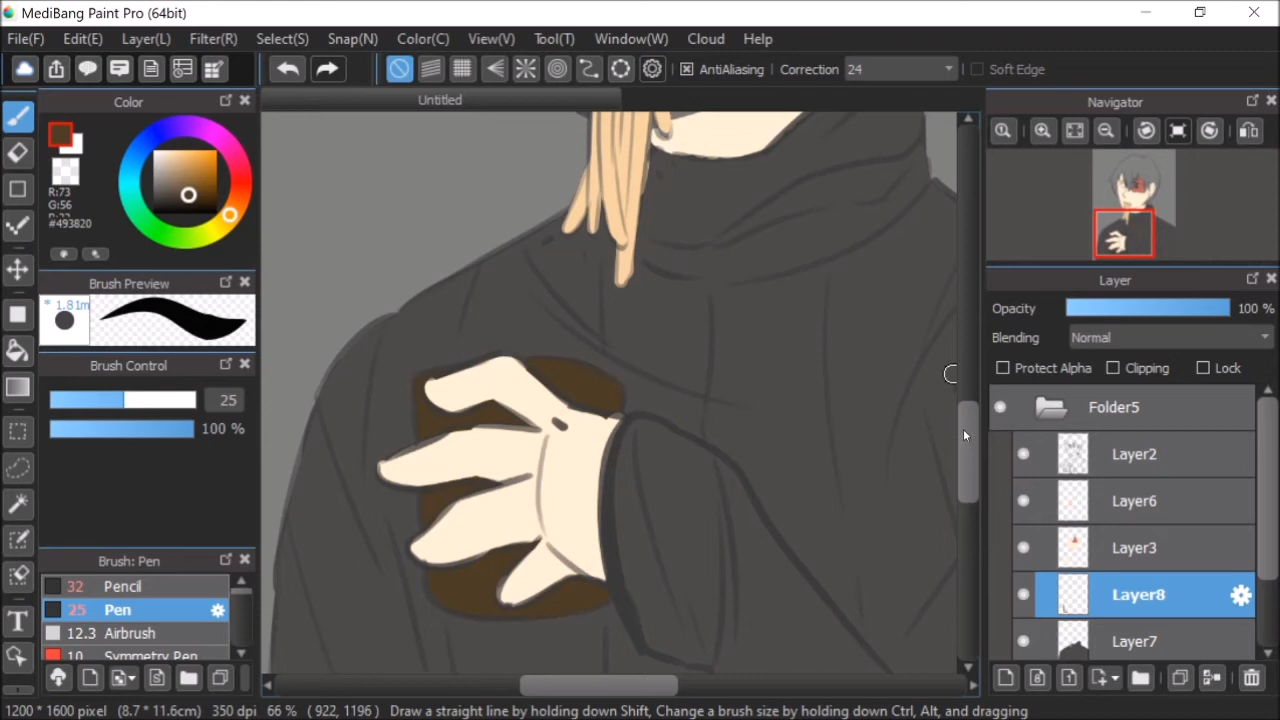 MediBang Paint Pro (64bit)
File(F) Edit(E) Layer(L) Filter(R) Select(S) Snap(N) Color(C) View(V) Tool(T) Window(W) Cloud Help
AntiAliasing Correction 24 Soft Edge
Color
Untitled
Navigator
R:73
G:56
#493820
Brush Preview
* 1.81m
Layer
Opacity 100 %
Blending Normal
Protect Alpha Clipping Lock
Brush Control
25
100 %
Folder5
Layer2
Layer6
Layer3
Layer8
Layer7
Brush: Pen
32 Pencil
25 Pen
12.3 Airbrush
10 Symmetry Pen
1200 * 1600 pixel (8.7 * 11.6cm) 350 dpi 66 % ( 922, 1196 ) Draw a straight line by holding down Shift, Change a brush size by holding down Ctrl, Alt, and dragging